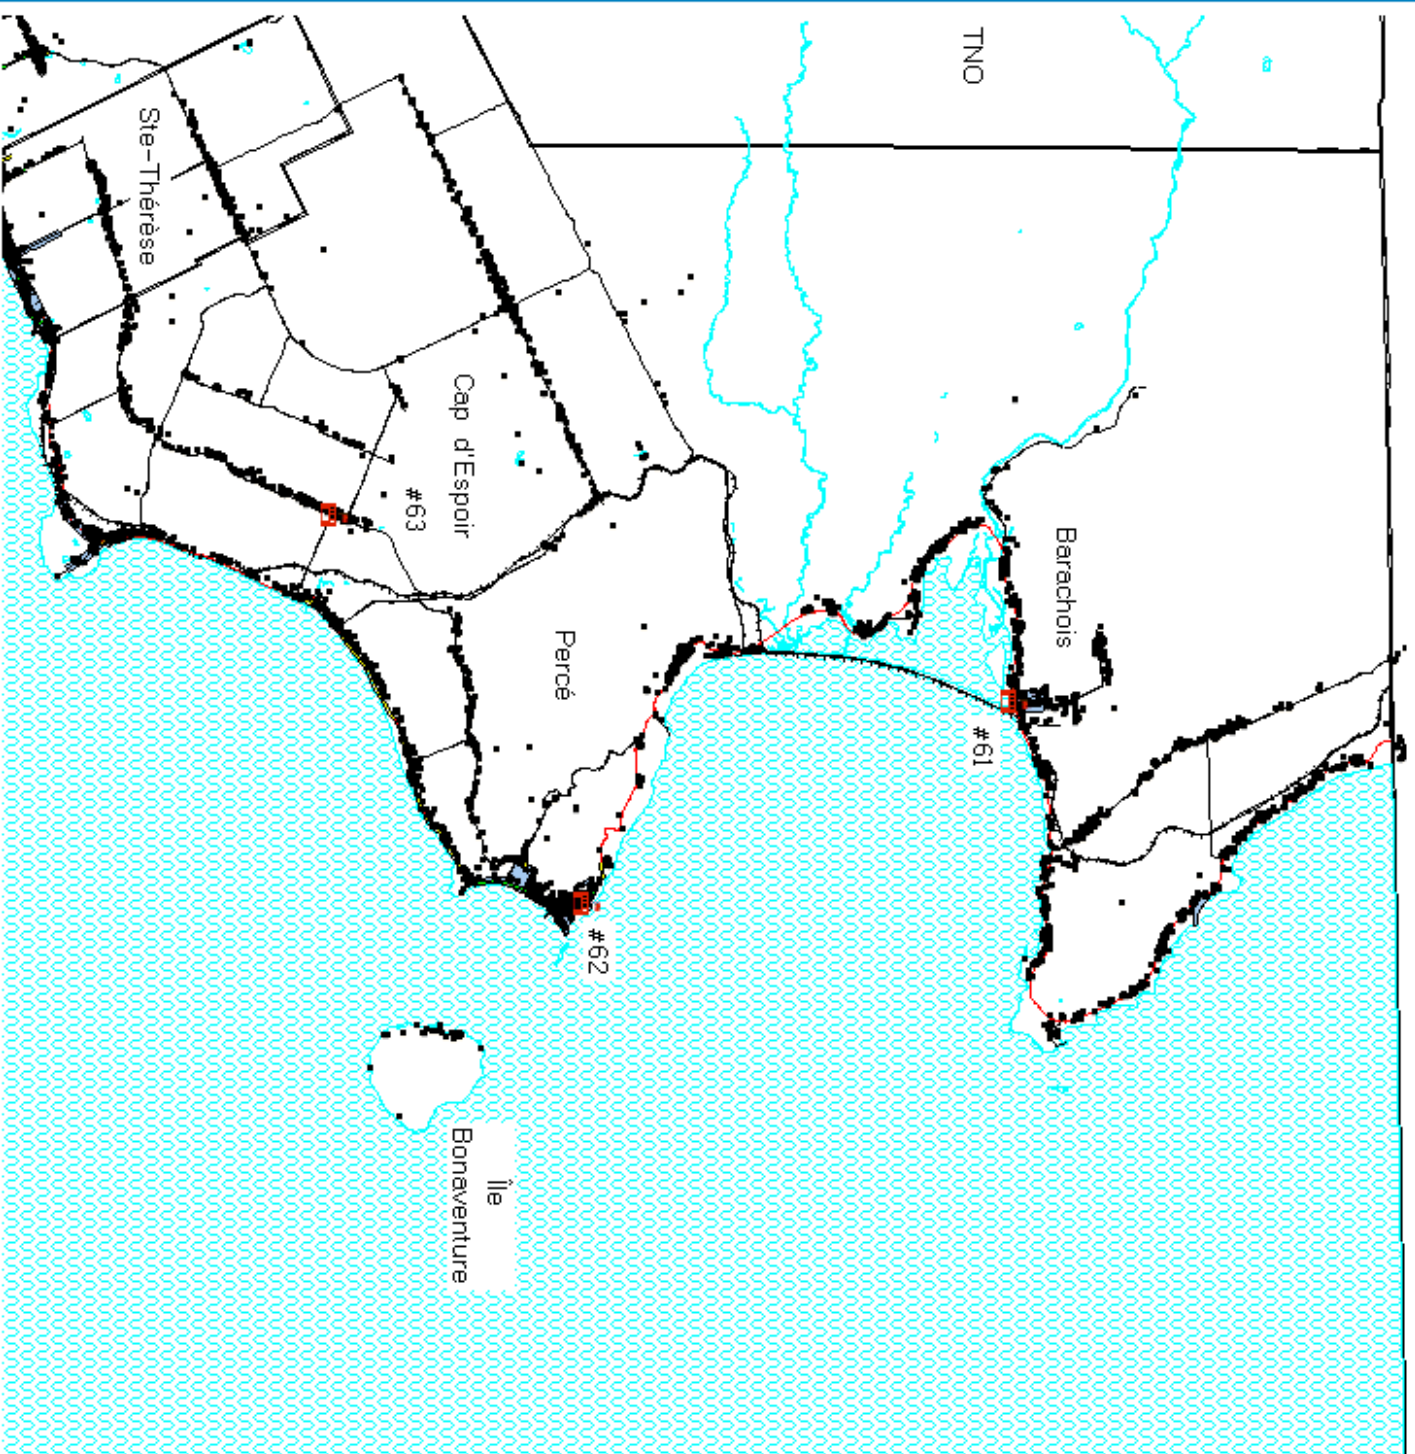 TNO
Barachois
#61
Ste-Thérèse
Cap d'Espoir
#63
Percé
#62
Île
Bonaventure